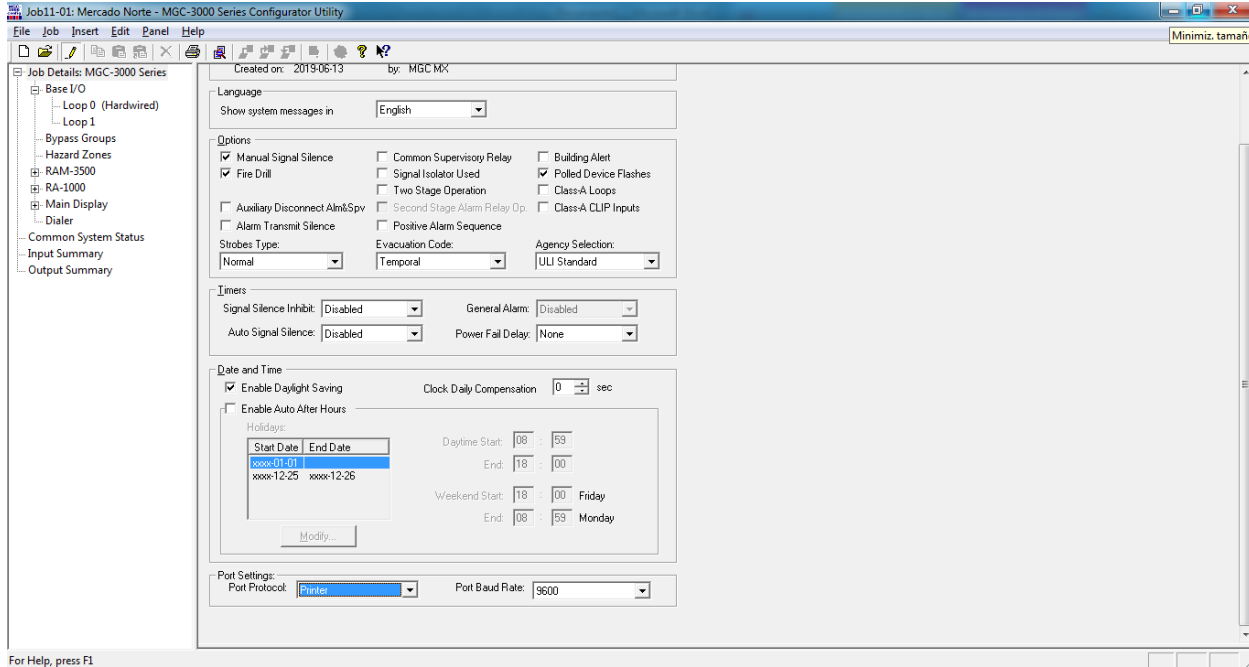 Job11-01: Mercado Norte - MGC-3000 Series Configurator Utility
File Job Insert Edit Panel Help
Minimiz. tamañ
Job Details: MGC-3000 Series
Base I/O
Loop 0 (Hardwired)
Loop 1
Bypass Groups
Hazard Zones
RAM-3500
RA-1000
Main Display
Dialer
Common System Status
Input Summary
Output Summary
Created on: 2019-06-13 by: MGC MX
Language
Show system messages in English
Options
Manual Signal Silence Common Supervisory Relay Building Alert
Fire Drill Signal Isolator Used Polled Device Flashes
Two Stage Operation Class-A Loops
Auxiliary Disconnect Alm&Spv Second Stage Alarm Relay Op. Class-A CLIP Inputs
Alarm Transmit Silence Positive Alarm Sequence
Strobes Type: Evacuation Code: Agency Selection:
Normal Temporal ULI Standard
Timers
Signal Silence Inhibit: Disabled General Alarm: Disabled
Auto Signal Silence: Disabled Power Fail Delay: None
Date and Time
Enable Daylight Saving Clock Daily Compensation 0 sec
Enable Auto After Hours
Holidays:
Start Date End Date
xxxx-01-01
xxxx-12-25 xxxx-12-26
Modify...
Daytime Start: 08 : 59
End: 18 : 00
Weekend Start: 18 : 00 Friday
End: 08 : 59 Monday
Port Settings:
Port Protocol: Printer Port Baud Rate: 9600
For Help, press F1